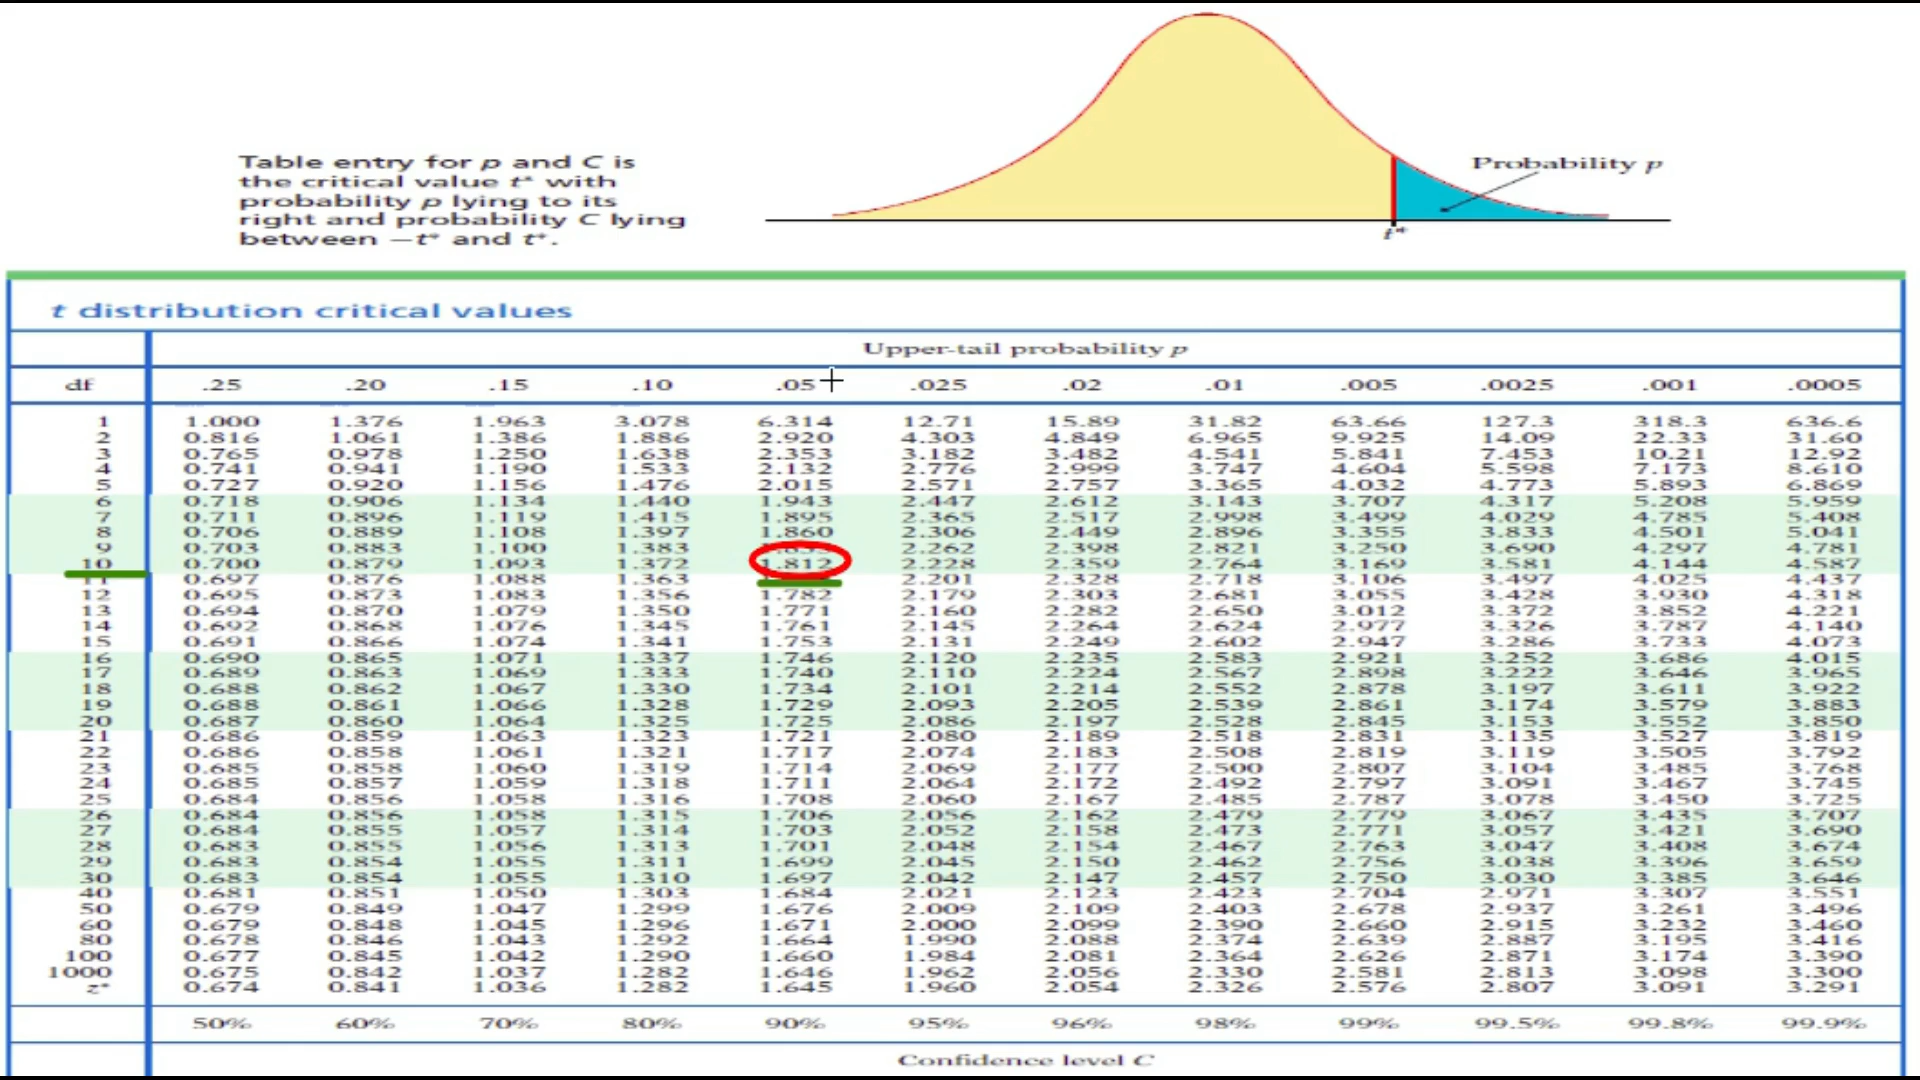 Table entry for p and C is
the critical value t* with
probability p lying to its
right and probability C lying
between −t* and t*.
Probability p
t*
t distribution critical values
Upper-tail probability p
df .25 .20 .15 .10 .05 .025 .02 .01 .005 .0025 .001 .0005
1 1.000 1.376 1.963 3.078 6.314 12.71 15.89 31.82 63.66 127.3 318.3 636.6
2 0.816 1.061 1.386 1.886 2.920 4.303 4.849 6.965 9.925 14.09 22.33 31.60
3 0.765 0.978 1.250 1.638 2.353 3.182 3.482 4.541 5.841 7.453 10.21 12.92
4 0.741 0.941 1.190 1.533 2.132 2.776 2.999 3.747 4.604 5.598 7.173 8.610
5 0.727 0.920 1.156 1.476 2.015 2.571 2.757 3.365 4.032 4.773 5.893 6.869
6 0.718 0.906 1.134 1.440 1.943 2.447 2.612 3.143 3.707 4.317 5.208 5.959
7 0.711 0.896 1.119 1.415 1.895 2.365 2.517 2.998 3.499 4.029 4.785 5.408
8 0.706 0.889 1.108 1.397 1.860 2.306 2.449 2.896 3.355 3.833 4.501 5.041
9 0.703 0.883 1.100 1.383 2.262 2.398 2.821 3.250 3.690 4.297 4.781
10 0.700 0.879 1.093 1.372 1.812 2.228 2.359 2.764 3.169 3.581 4.144 4.587
11 0.697 0.876 1.088 1.363 2.201 2.328 2.718 3.106 3.497 4.025 4.437
12 0.695 0.873 1.083 1.356 1.782 2.179 2.303 2.681 3.055 3.428 3.930 4.318
13 0.694 0.870 1.079 1.350 1.771 2.160 2.282 2.650 3.012 3.372 3.852 4.221
14 0.692 0.868 1.076 1.345 1.761 2.145 2.264 2.624 2.977 3.326 3.787 4.140
15 0.691 0.866 1.074 1.341 1.753 2.131 2.249 2.602 2.947 3.286 3.733 4.073
16 0.690 0.865 1.071 1.337 1.746 2.120 2.235 2.583 2.921 3.252 3.686 4.015
17 0.689 0.863 1.069 1.333 1.740 2.110 2.224 2.567 2.898 3.222 3.646 3.965
18 0.688 0.862 1.067 1.330 1.734 2.101 2.214 2.552 2.878 3.197 3.611 3.922
19 0.688 0.861 1.066 1.328 1.729 2.093 2.205 2.539 2.861 3.174 3.579 3.883
20 0.687 0.860 1.064 1.325 1.725 2.086 2.197 2.528 2.845 3.153 3.552 3.850
21 0.686 0.859 1.063 1.323 1.721 2.080 2.189 2.518 2.831 3.135 3.527 3.819
22 0.686 0.858 1.061 1.321 1.717 2.074 2.183 2.508 2.819 3.119 3.505 3.792
23 0.685 0.858 1.060 1.319 1.714 2.069 2.177 2.500 2.807 3.104 3.485 3.768
24 0.685 0.857 1.059 1.318 1.711 2.064 2.172 2.492 2.797 3.091 3.467 3.745
25 0.684 0.856 1.058 1.316 1.708 2.060 2.167 2.485 2.787 3.078 3.450 3.725
26 0.684 0.856 1.058 1.315 1.706 2.056 2.162 2.479 2.779 3.067 3.435 3.707
27 0.684 0.855 1.057 1.314 1.703 2.052 2.158 2.473 2.771 3.057 3.421 3.690
28 0.683 0.855 1.056 1.313 1.701 2.048 2.154 2.467 2.763 3.047 3.408 3.674
29 0.683 0.854 1.055 1.311 1.699 2.045 2.150 2.462 2.756 3.038 3.396 3.659
30 0.683 0.854 1.055 1.310 1.697 2.042 2.147 2.457 2.750 3.030 3.385 3.646
40 0.681 0.851 1.050 1.303 1.684 2.021 2.123 2.423 2.704 2.971 3.307 3.551
50 0.679 0.849 1.047 1.299 1.676 2.009 2.109 2.403 2.678 2.937 3.261 3.496
60 0.679 0.848 1.045 1.296 1.671 2.000 2.099 2.390 2.660 2.915 3.232 3.460
80 0.678 0.846 1.043 1.292 1.664 1.990 2.088 2.374 2.639 2.887 3.195 3.416
100 0.677 0.845 1.042 1.290 1.660 1.984 2.081 2.364 2.626 2.871 3.174 3.390
1000 0.675 0.842 1.037 1.282 1.646 1.962 2.056 2.330 2.581 2.813 3.098 3.300
z* 0.674 0.841 1.036 1.282 1.645 1.960 2.054 2.326 2.576 2.807 3.091 3.291
50% 60% 70% 80% 90% 95% 96% 98% 99% 99.5% 99.8% 99.9%
Confidence level C